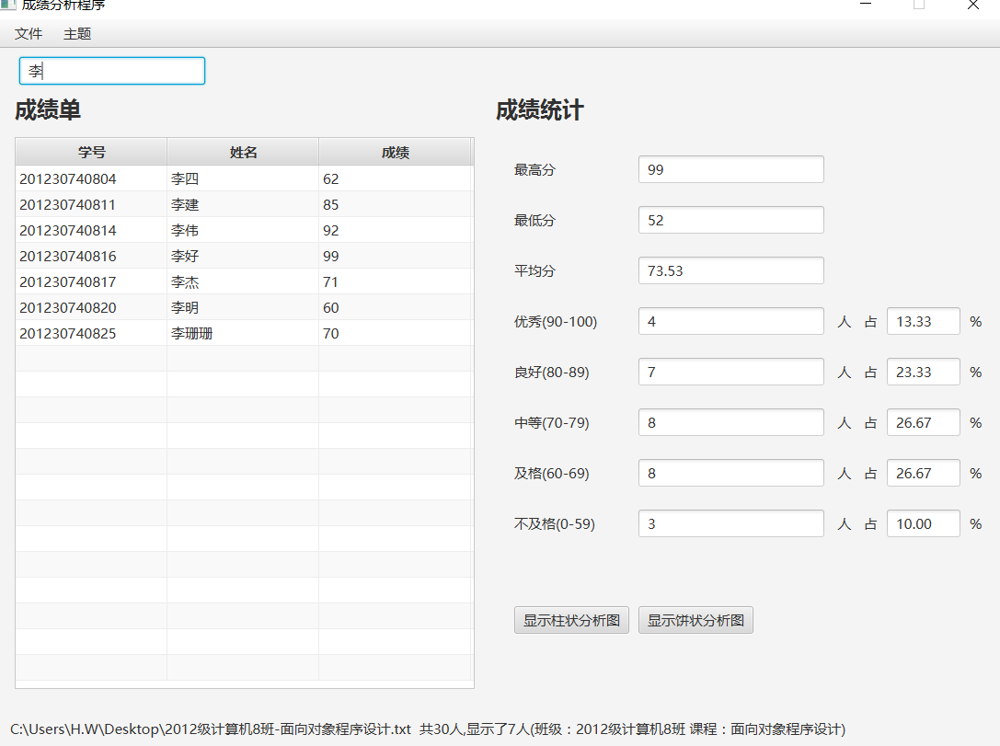 成绩分析程序
文件 主题
李
成绩单 成绩统计
学号 姓名 成绩
201230740804 李四 62
201230740811 李建 85
201230740814 李伟 92
201230740816 李好 99
201230740817 李杰 71
201230740820 李明 60
201230740825 李珊珊 70
最高分 99
最低分 52
平均分 73.53
优秀(90-100) 4 人 占 13.33 %
良好(80-89) 7 人 占 23.33 %
中等(70-79) 8 人 占 26.67 %
及格(60-69) 8 人 占 26.67 %
不及格(0-59) 3 人 占 10.00 %
显示柱状分析图 显示饼状分析图
C:\Users\H.W\Desktop\2012级计算机8班-面向对象程序设计.txt 共30人,显示了7人(班级：2012级计算机8班 课程：面向对象程序设计)